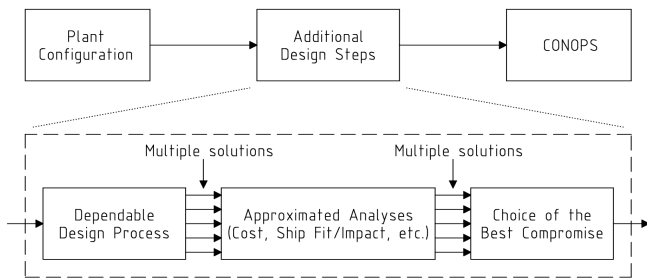 Plant
Configuration
Additional
Design Steps
CONOPS
Multiple solutions
Multiple solutions
Dependable
Design Process
Approximated Analyses
(Cost, Ship Fit/Impact, etc.)
Choice of the
Best Compromise